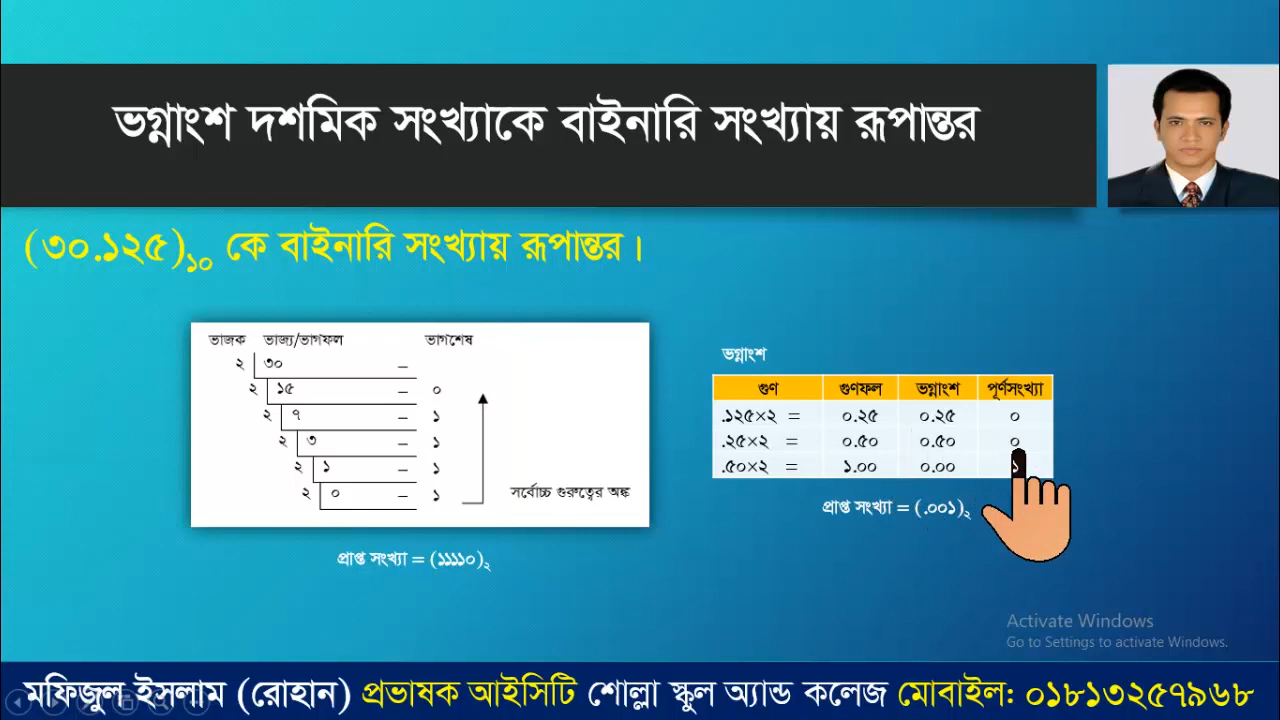 ভগ্নাংশ দশমিক সংখ্যাকে বাইনারি সংখ্যায় রূপান্তর
(৩০.১২৫)১০ কে বাইনারি সংখ্যায় রূপান্তর।
ভাজক ভাজ্য/ভাগফল ভাগশেষ
২ ৩০ –
২ ১৫ – ০
২ ৭ – ১
২ ৩ – ১
২ ১ – ১
২ ০ – ১ সর্বোচ্চ গুরুত্বের অঙ্ক
প্রাপ্ত সংখ্যা = (১১১১০)২
ভগ্নাংশ
গুণ গুণফল ভগ্নাংশ পূর্ণসংখ্যা
.১২৫×২ = ০.২৫ ০.২৫ ০
.২৫×২ = ০.৫০ ০.৫০ ০
.৫০×২ = ১.০০ ০.০০ ১
প্রাপ্ত সংখ্যা = (.০০১)২
Activate Windows
Go to Settings to activate Windows.
মফিজুল ইসলাম (রোহান) প্রভাষক আইসিটি শোল্লা স্কুল অ্যান্ড কলেজ মোবাইল: ০১৮১৩২৫৭৯৬৮